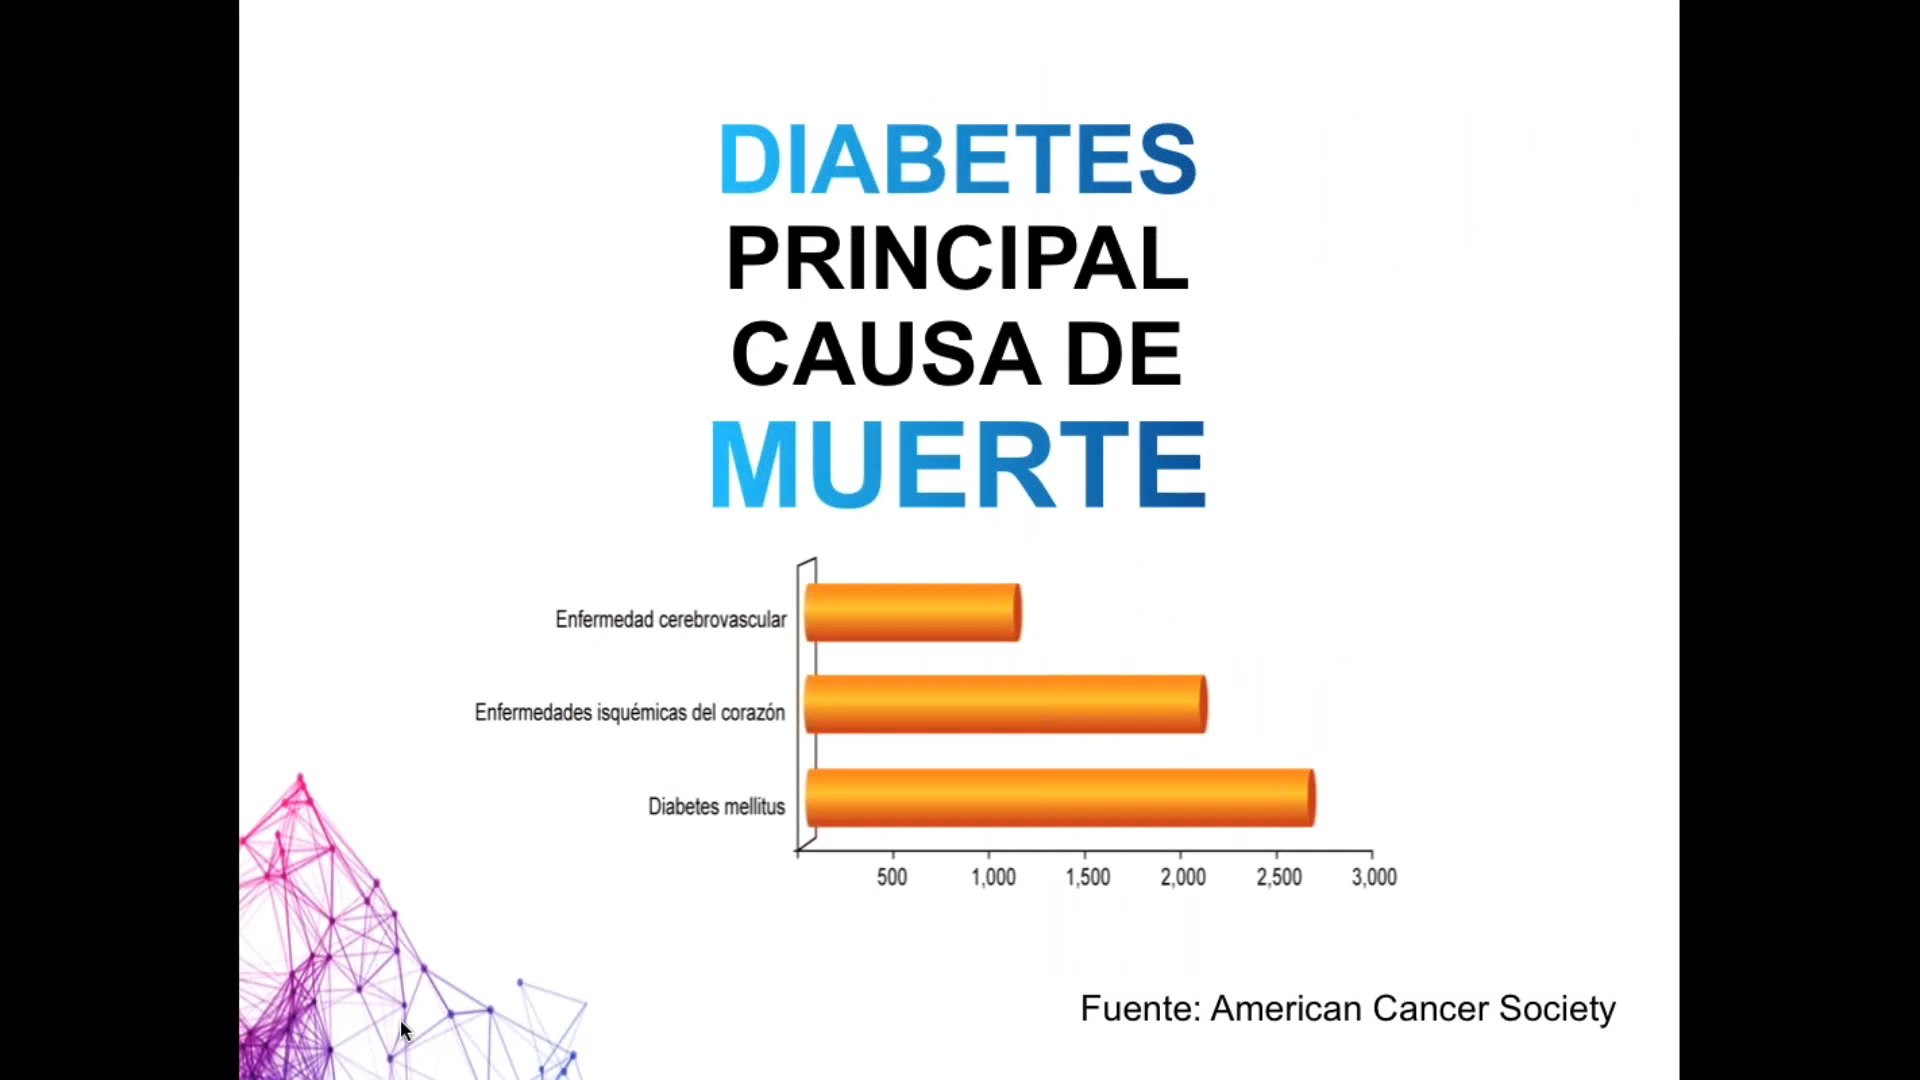 DIABETES
PRINCIPAL
CAUSA DE
MUERTE
Enfermedad cerebrovascular
Enfermedades isquémicas del corazón
Diabetes mellitus
500 1,000 1,500 2,000 2,500 3,000
Fuente: American Cancer Society